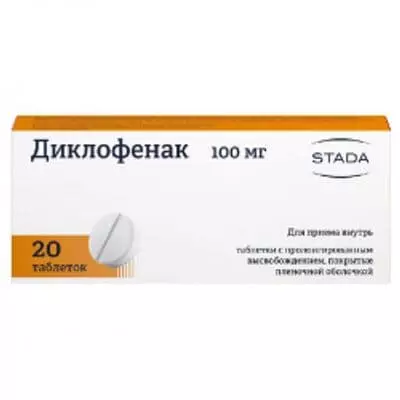 Диклофенак 100 мг
STADA
Для приема внутрь
таблетки с пролонгированным
высвобождением, покрытые
пленочной оболочкой
20
таблеток